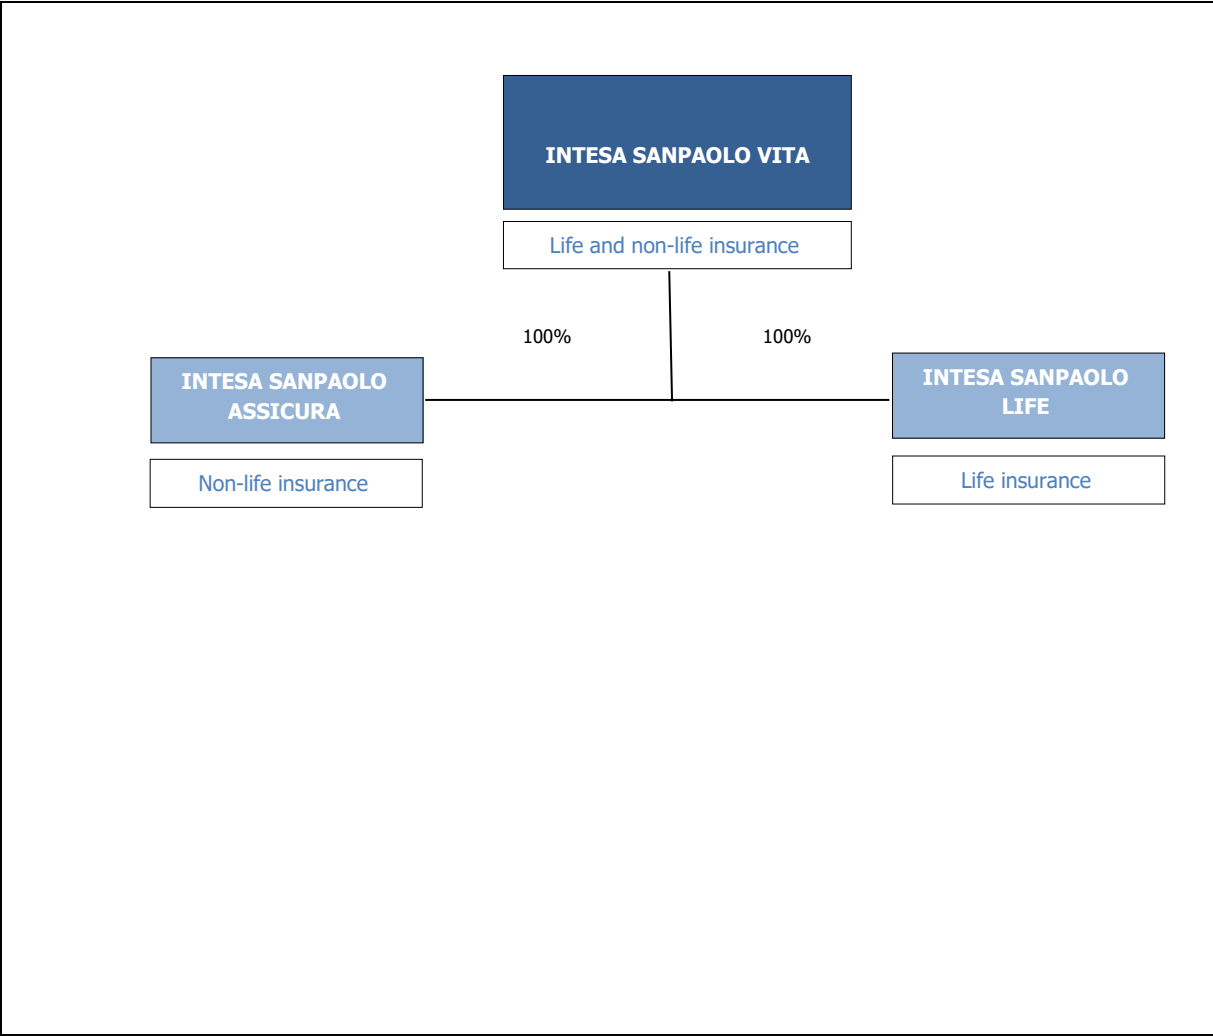 INTESA SANPAOLO VITA
Life and non-life insurance
100%
100%
INTESA SANPAOLO
ASSICURA
INTESA SANPAOLO
LIFE
Non-life insurance
Life insurance